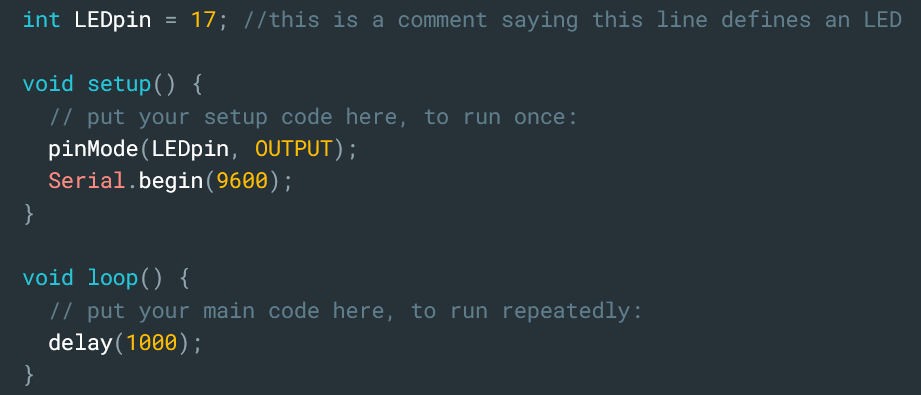 int LEDpin = 17; //this is a comment saying this line defines an LED
void setup() {
// put your setup code here, to run once:
pinMode(LEDpin, OUTPUT);
Serial.begin(9600);
}
void loop() {
// put your main code here, to run repeatedly:
delay(1000);
}